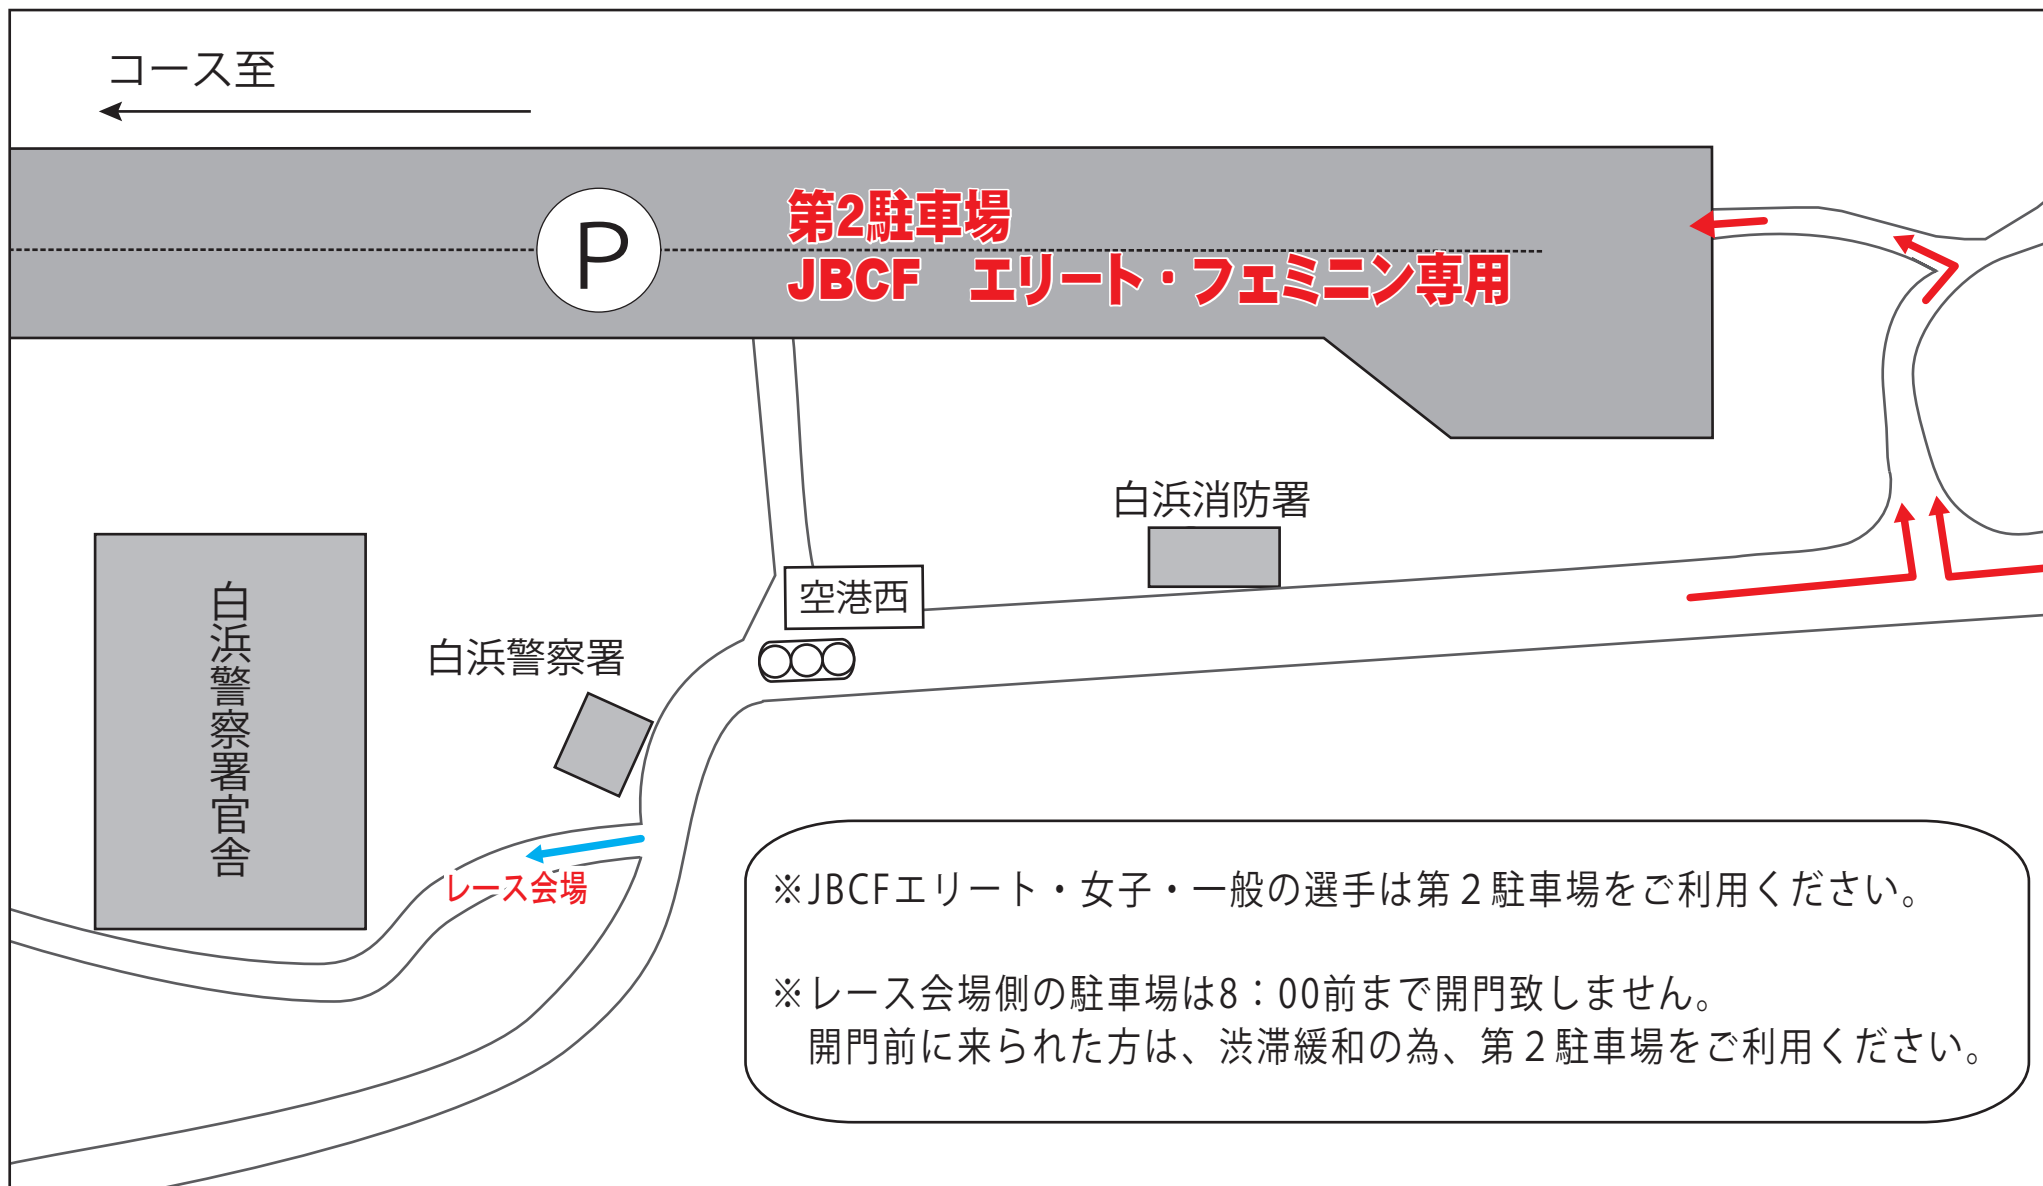 コース至
P
第2駐車場
JBCF　エリート・フェミニン専用
白浜消防署
空港西
白浜警察署
白浜警察署官舎
レース会場
※JBCFエリート・女子・一般の選手は第２駐車場をご利用ください。
※レース会場側の駐車場は8：00前まで開門致しません。
開門前に来られた方は、渋滞緩和の為、第２駐車場をご利用ください。